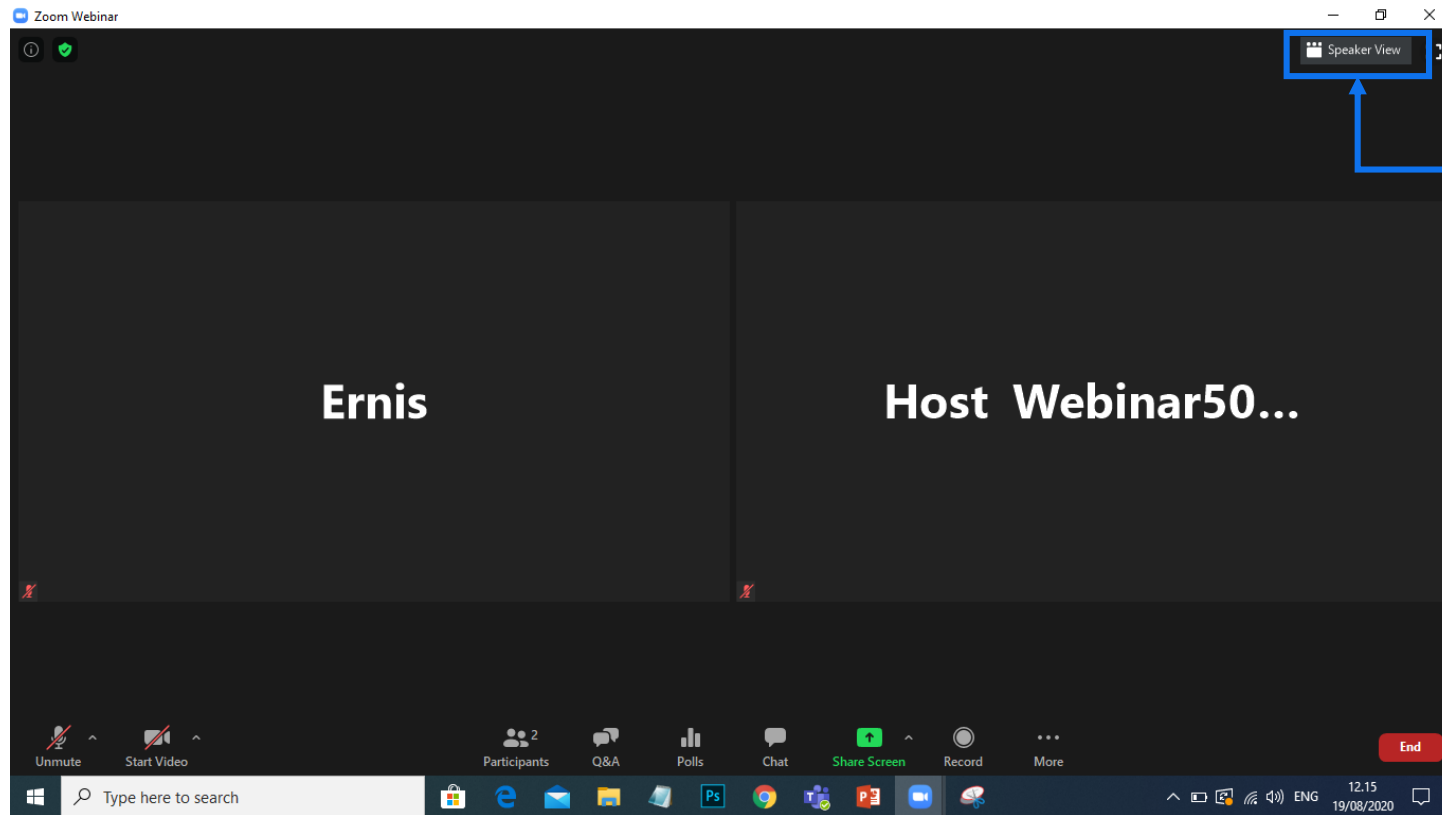 Zoom Webinar
Speaker View
Ernis
Host Webinar50...
Unmute
Start Video
2
Participants
Q&A
Polls
Chat
Share Screen
Record
More
End
Type here to search
Ps
ENG
12.15
19/08/2020